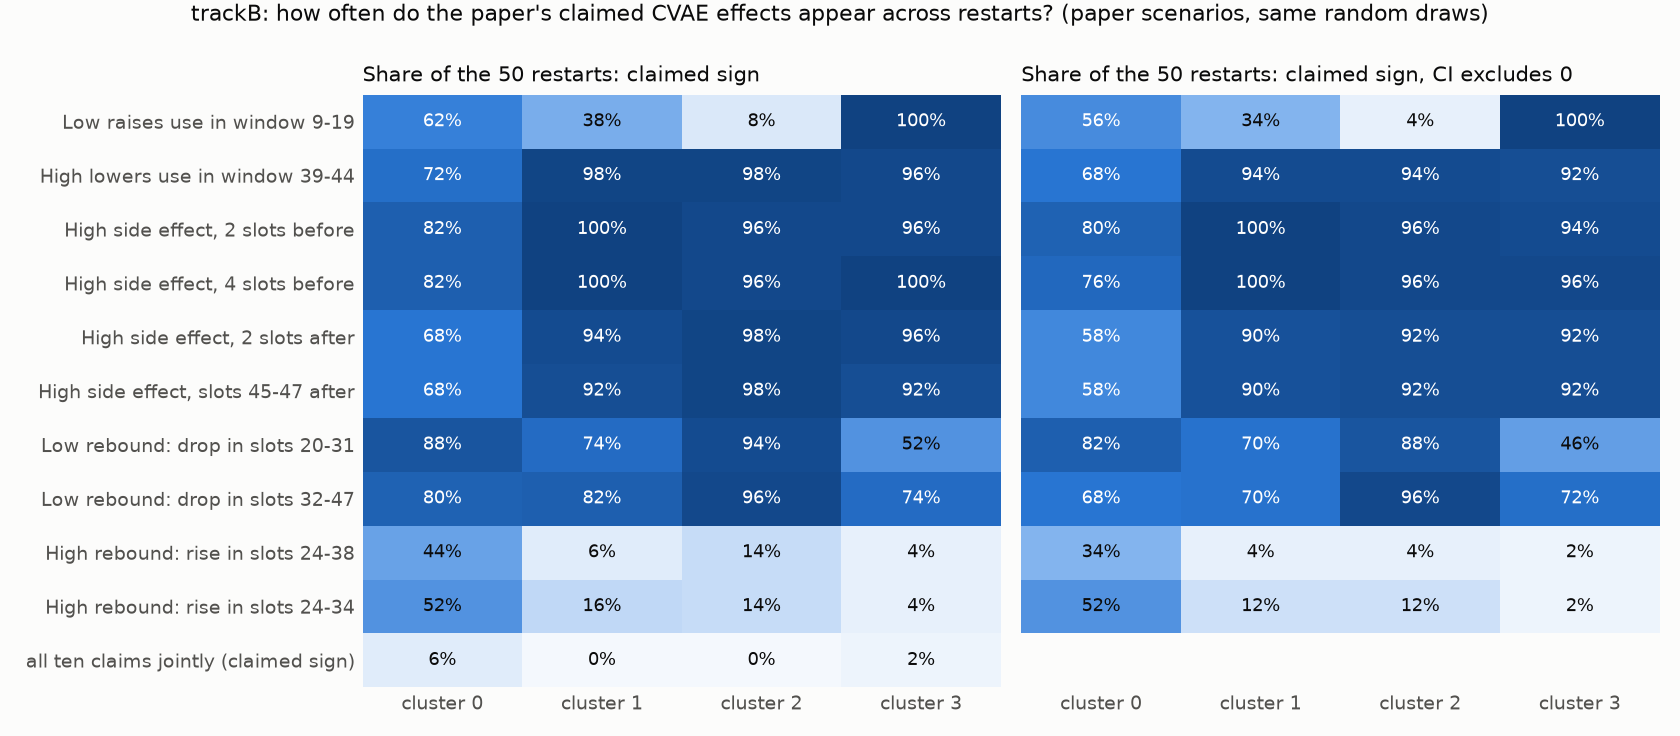 trackB: how often do the paper's claimed CVAE effects appear across restarts? (paper scenarios, same random draws)
Share of the 50 restarts: claimed sign
Share of the 50 restarts: claimed sign, CI excludes 0
Low raises use in window 9-19 62% 38% 8% 100% 56% 34% 4% 100%
High lowers use in window 39-44 72% 98% 98% 96% 68% 94% 94% 92%
High side effect, 2 slots before 82% 100% 96% 96% 80% 100% 96% 94%
High side effect, 4 slots before 82% 100% 96% 100% 76% 100% 96% 96%
High side effect, 2 slots after 68% 94% 98% 96% 58% 90% 92% 92%
High side effect, slots 45-47 after 68% 92% 98% 92% 58% 90% 92% 92%
Low rebound: drop in slots 20-31 88% 74% 94% 52% 82% 70% 88% 46%
Low rebound: drop in slots 32-47 80% 82% 96% 74% 68% 70% 96% 72%
High rebound: rise in slots 24-38 44% 6% 14% 4% 34% 4% 4% 2%
High rebound: rise in slots 24-34 52% 16% 14% 4% 52% 12% 12% 2%
all ten claims jointly (claimed sign) 6% 0% 0% 2%
cluster 0 cluster 1 cluster 2 cluster 3 cluster 0 cluster 1 cluster 2 cluster 3